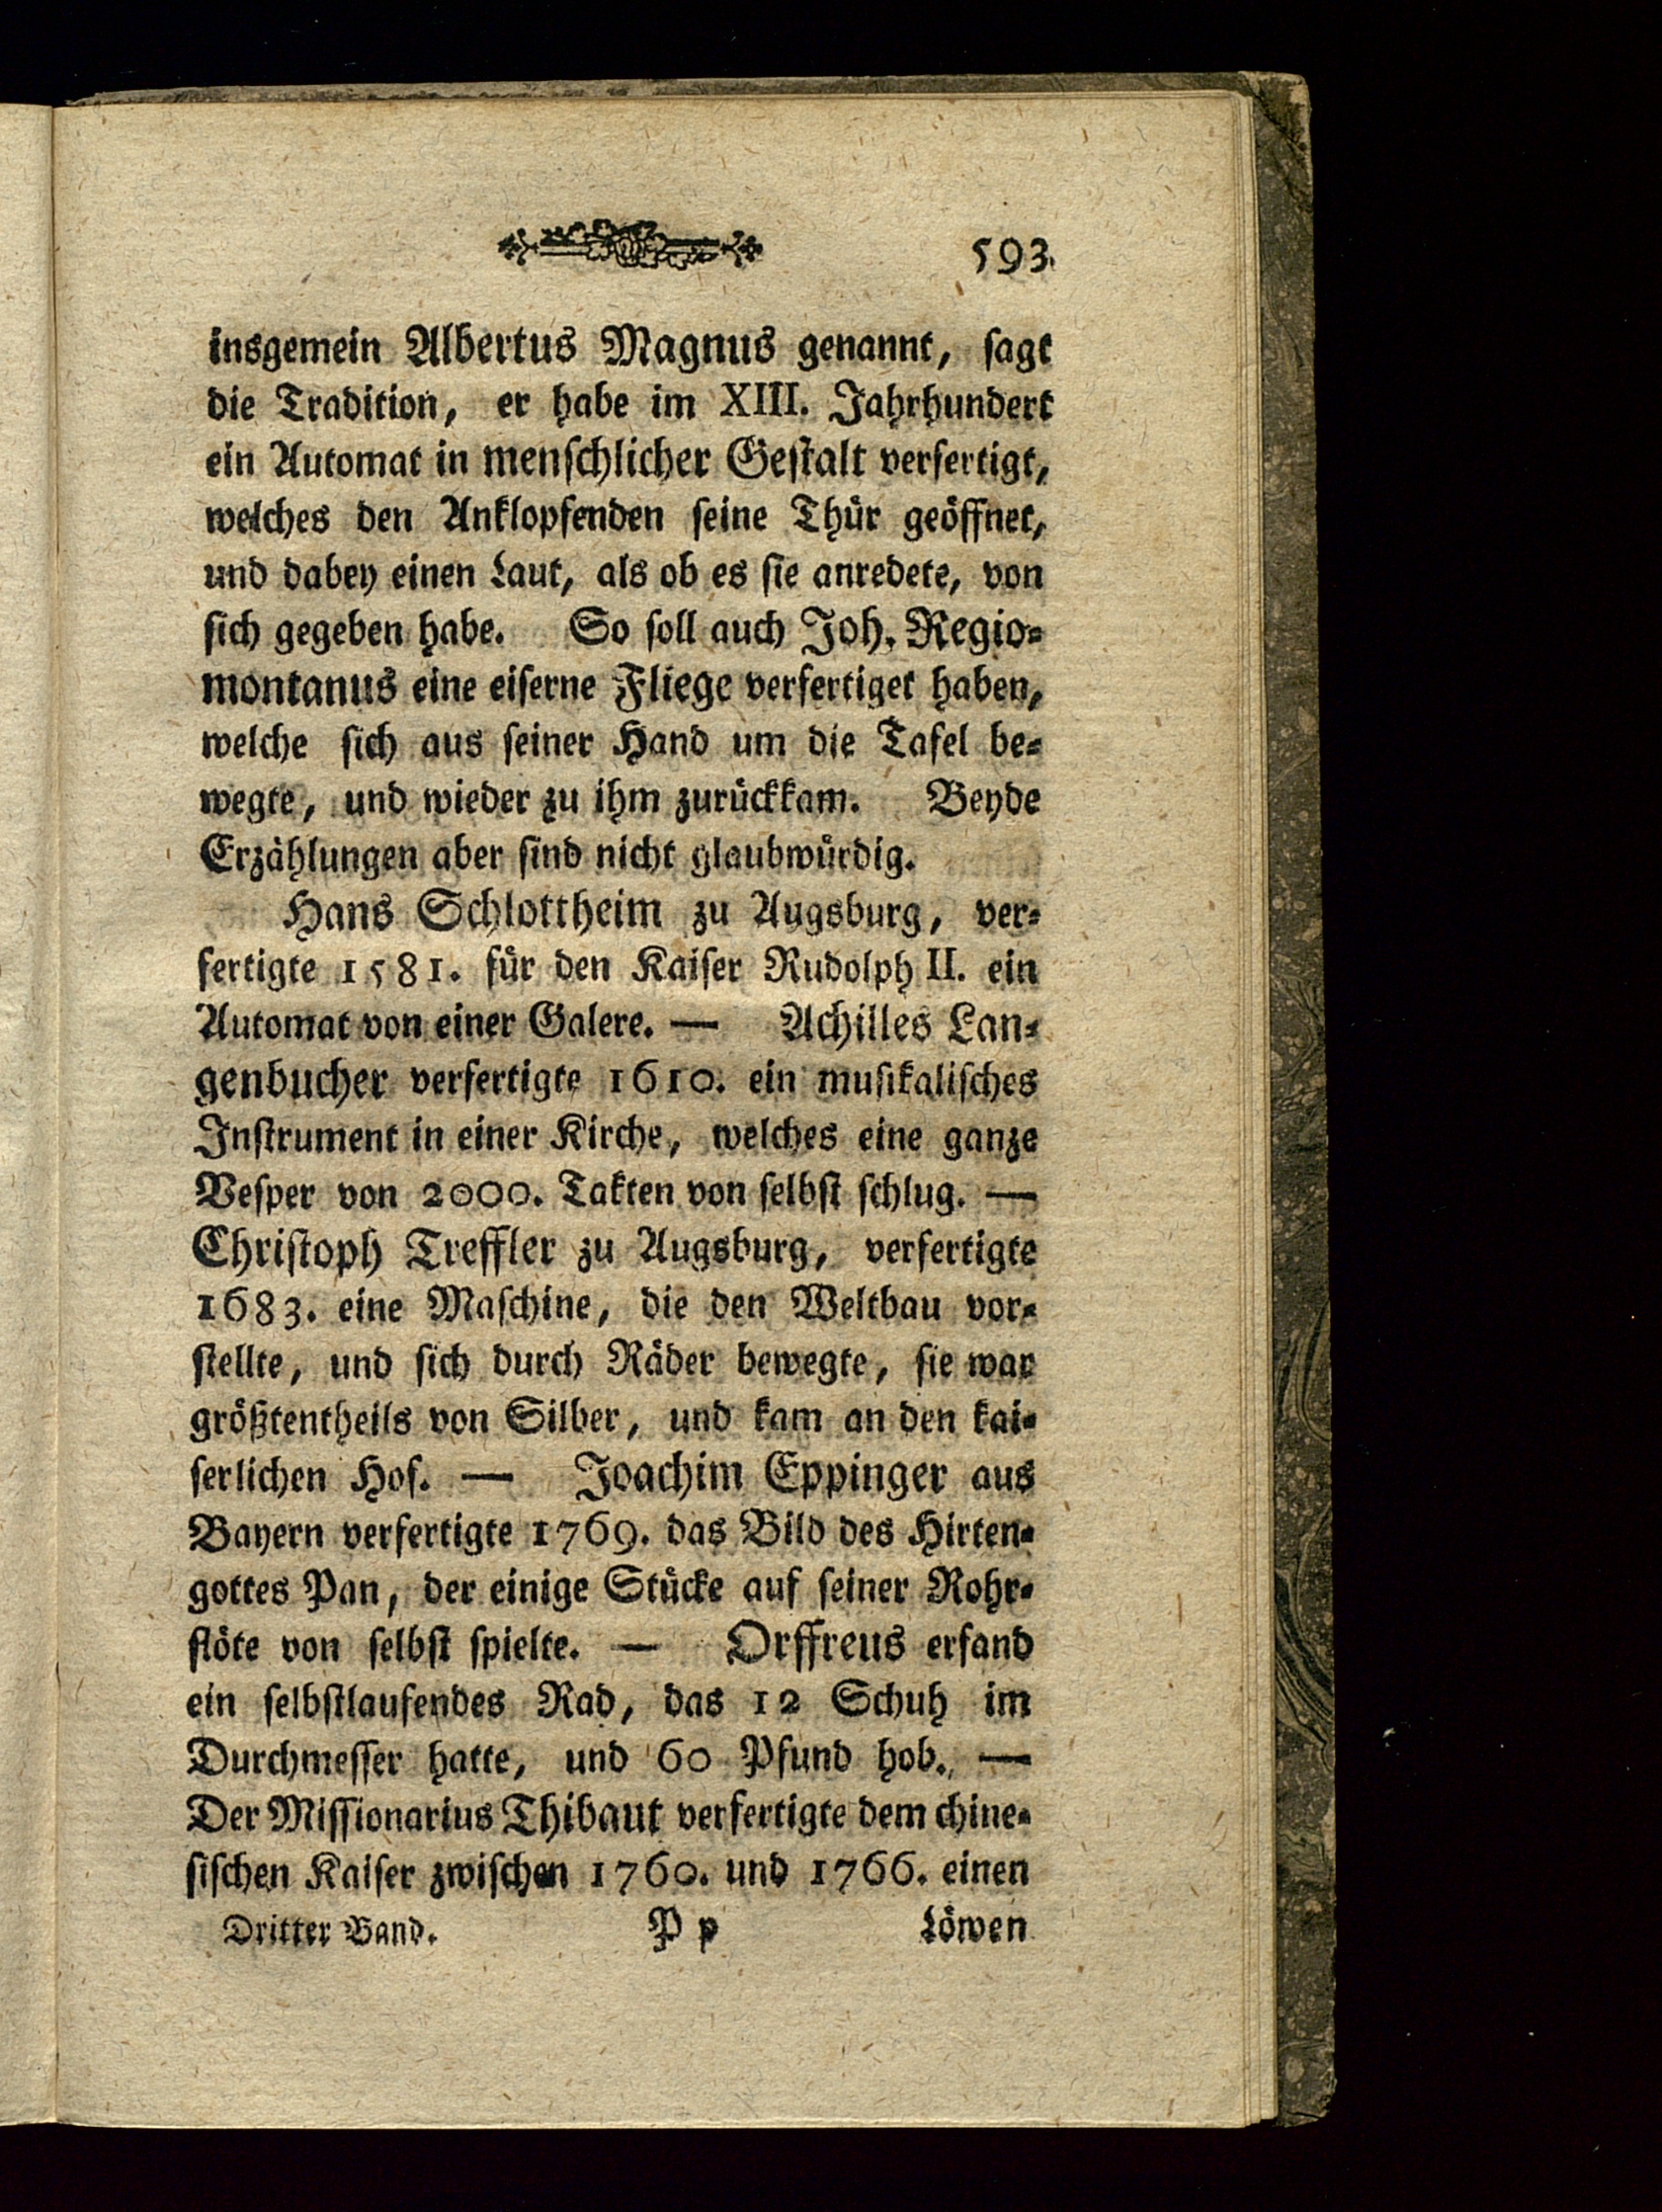 593.
insgemein Albertus Magnus genannt, ſagt
die Tradition, er habe im XIII. Jahrhundert
ein Automat in menſchlicher Geſtalt verfertigt,
welches den Anklopfenden ſeine Thür geöffnet,
und dabey einen Laut, als ob es ſie anredete, von
ſich gegeben habe. So ſoll auch Joh. Regio⸗
montanus eine eiſerne Fliege verfertiget haben,
welche ſich aus ſeiner Hand um die Tafel be⸗
wegte, und wieder zu ihm zurückkam. Beyde
Erzählungen aber ſind nicht glaubwürdig.
Hans Schlottheim zu Augsburg, ver⸗
fertigte 1581. für den Kaiſer Rudolph II. ein
Automat von einer Galere. — Achilles Lan⸗
genbucher verfertigte 1610. ein muſikaliſches
Inſtrument in einer Kirche, welches eine ganze
Veſper von 2000. Takten von ſelbſt ſchlug. —
Chriſtoph Treffler zu Augsburg, verfertigte
1683. eine Maſchine, die den Weltbau vor⸗
ſtellte, und ſich durch Räder bewegte, ſie war
größtentheils von Silber, und kam an den kai⸗
ſerlichen Hof. — Joachim Eppinger aus
Bayern verfertigte 1769. das Bild des Hirten⸗
gottes Pan, der einige Stücke auf ſeiner Rohr⸗
flöte von ſelbſt ſpielte. — Orffreus erfand
ein ſelbſtlaufendes Rad, das 12 Schuh im
Durchmeſſer hatte, und 60 Pfund hob. —
Der Miſſionarius Thibaut verfertigte dem chine⸗
ſiſchen Kaiſer zwiſchen 1760. und 1766. einen
Dritter Band. P p Löwen